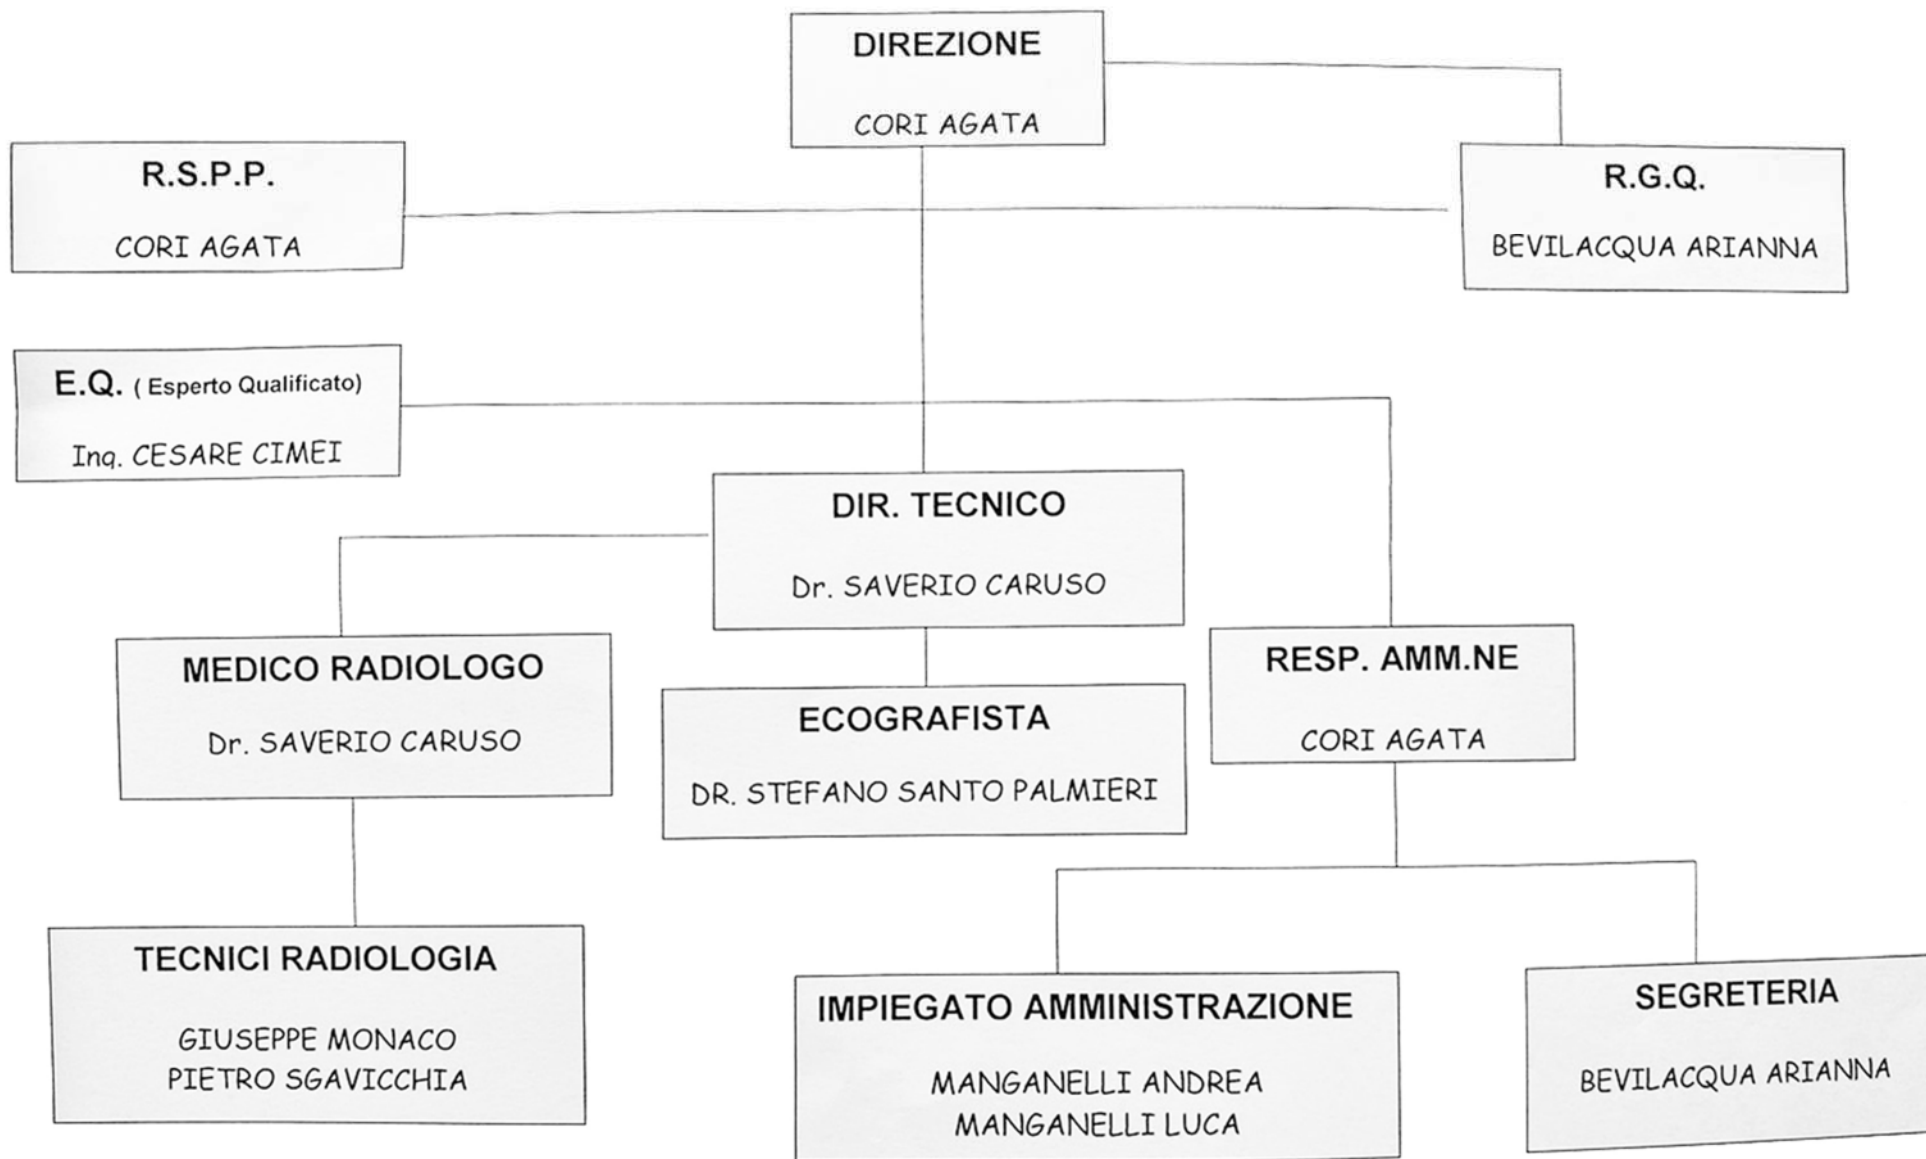 DIREZIONE
CORI AGATA
R.S.P.P.
CORI AGATA
R.G.Q.
BEVILACQUA ARIANNA
E.Q. ( Esperto Qualificato)
Ing. CESARE CIMEI
DIR. TECNICO
Dr. SAVERIO CARUSO
MEDICO RADIOLOGO
Dr. SAVERIO CARUSO
ECOGRAFISTA
DR. STEFANO SANTO PALMIERI
RESP. AMM.NE
CORI AGATA
TECNICI RADIOLOGIA
GIUSEPPE MONACO
PIETRO SGAVICCHIA
IMPIEGATO AMMINISTRAZIONE
MANGANELLI ANDREA
MANGANELLI LUCA
SEGRETERIA
BEVILACQUA ARIANNA